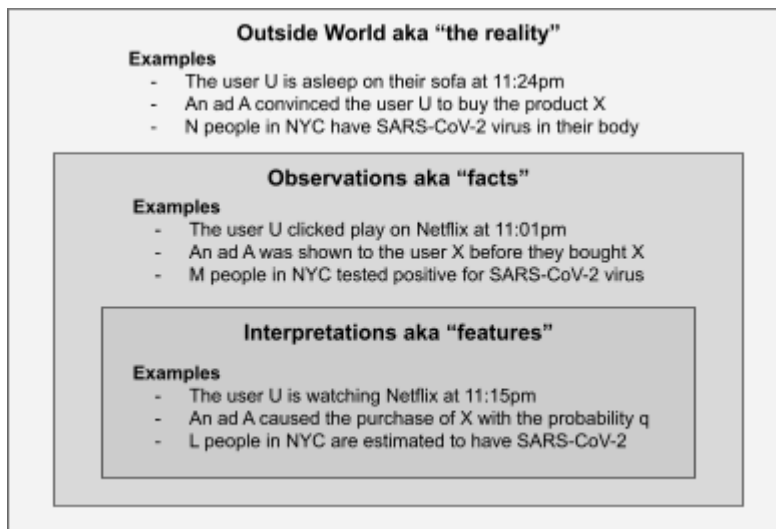 Outside World aka “the reality”
Examples
- The user U is asleep on their sofa at 11:24pm
- An ad A convinced the user U to buy the product X
- N people in NYC have SARS-CoV-2 virus in their body
Observations aka “facts”
Examples
- The user U clicked play on Netflix at 11:01pm
- An ad A was shown to the user X before they bought X
- M people in NYC tested positive for SARS-CoV-2 virus
Interpretations aka “features”
Examples
- The user U is watching Netflix at 11:15pm
- An ad A caused the purchase of X with the probability q
- L people in NYC are estimated to have SARS-CoV-2